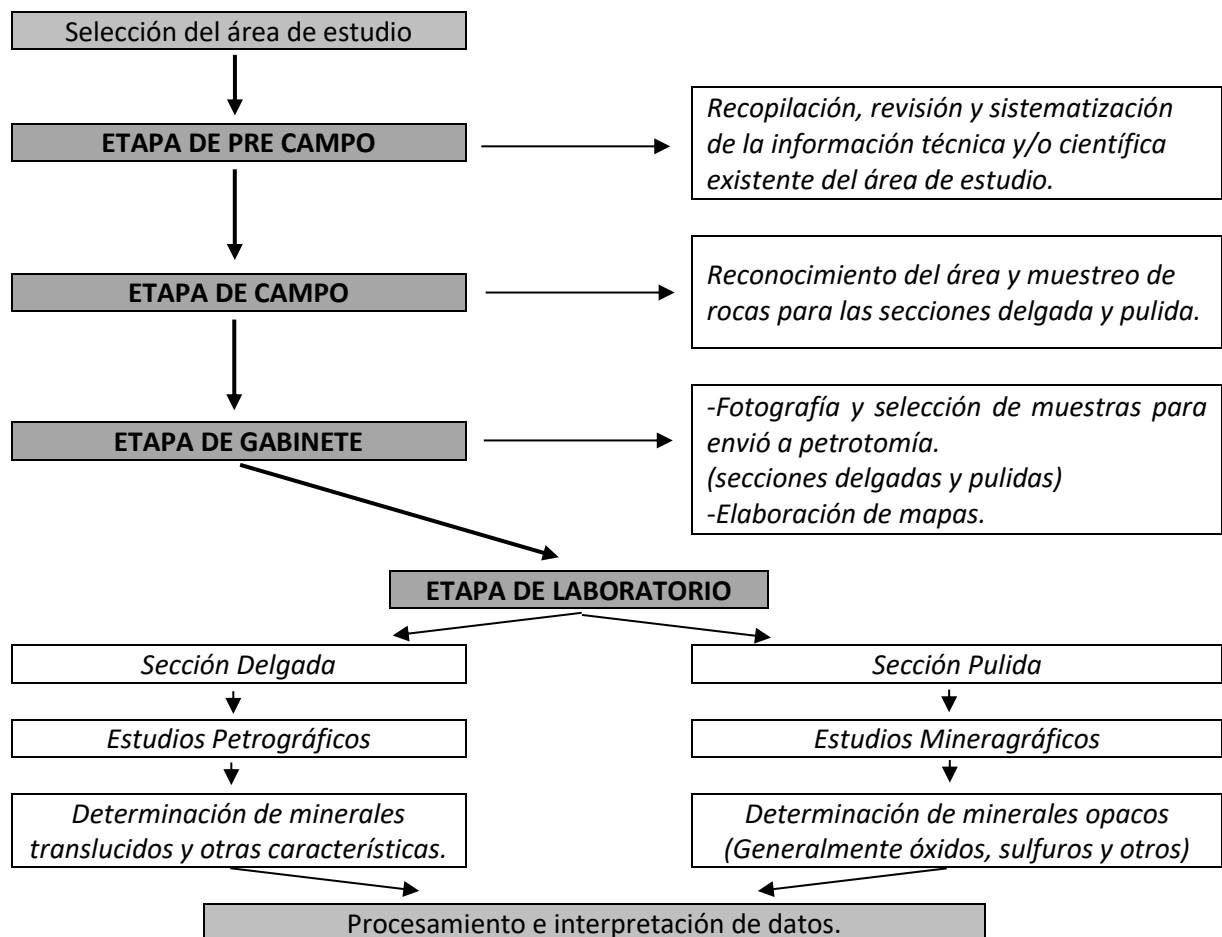 Selección del área de estudio
ETAPA DE PRE CAMPO
Recopilación, revisión y sistematización
de la información técnica y/o científica
existente del área de estudio.
ETAPA DE CAMPO
Reconocimiento del área y muestreo de
rocas para las secciones delgada y pulida.
ETAPA DE GABINETE
-Fotografía y selección de muestras para
envió a petrotomía.
(secciones delgadas y pulidas)
-Elaboración de mapas.
ETAPA DE LABORATORIO
Sección Delgada
Estudios Petrográficos
Determinación de minerales
translucidos y otras características.
Sección Pulida
Estudios Mineragráficos
Determinación de minerales opacos
(Generalmente óxidos, sulfuros y otros)
Procesamiento e interpretación de datos.